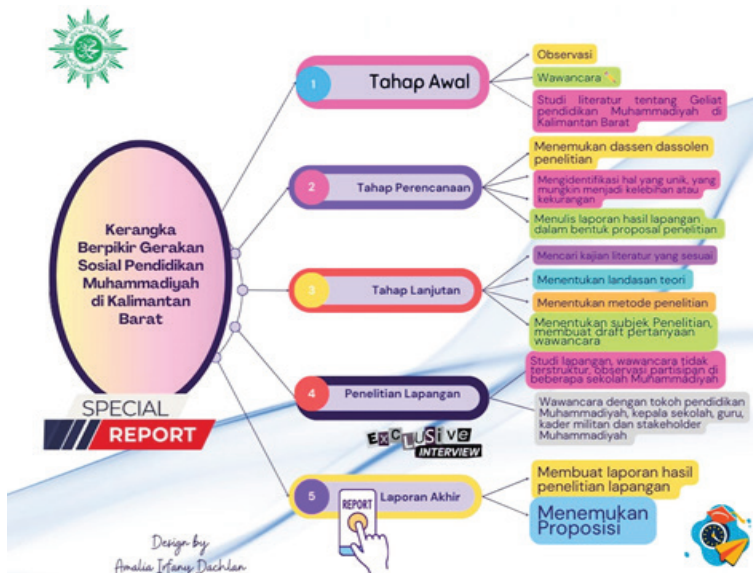 Kerangka
Berpikir Gerakan
Sosial Pendidikan
Muhammadiyah
di Kalimantan
Barat
SPECIAL
REPORT
1
Tahap Awal
Observasi
Wawancara
Studi literatur tentang Geliat
pendidikan Muhammadiyah di
Kalimantan Barat
2
Tahap Perencanaan
Menemukan dassen dassolen
penelitian
Mengidentifikasi hal yang unik, yang
mungkin menjadi kelebihan atau
kekurangan
Menulis laporan hasil lapangan
dalam bentuk proposal penelitian
3
Tahap Lanjutan
Mencari kajian literatur yang sesuai
Menentukan landasan teori
Menentukan metode penelitian
Menentukan subjek Penelitian,
membuat draft pertanyaan
wawancara
4
Penelitian Lapangan
EXCLUSive
INTERVIEW
Studi lapangan, wawancara tidak
terstruktur, observasi partisipan di
beberapa sekolah Muhammadiyah
Wawancara dengan tokoh pendidikan
Muhammadiyah, kepala sekolah, guru,
kader militan dan stakeholder
Muhammadiyah
5
Laporan Akhir
REPORT
Membuat laporan hasil
penelitian lapangan
Menemukan
Proposisi
Design by
Amalia Irfany Dachlan